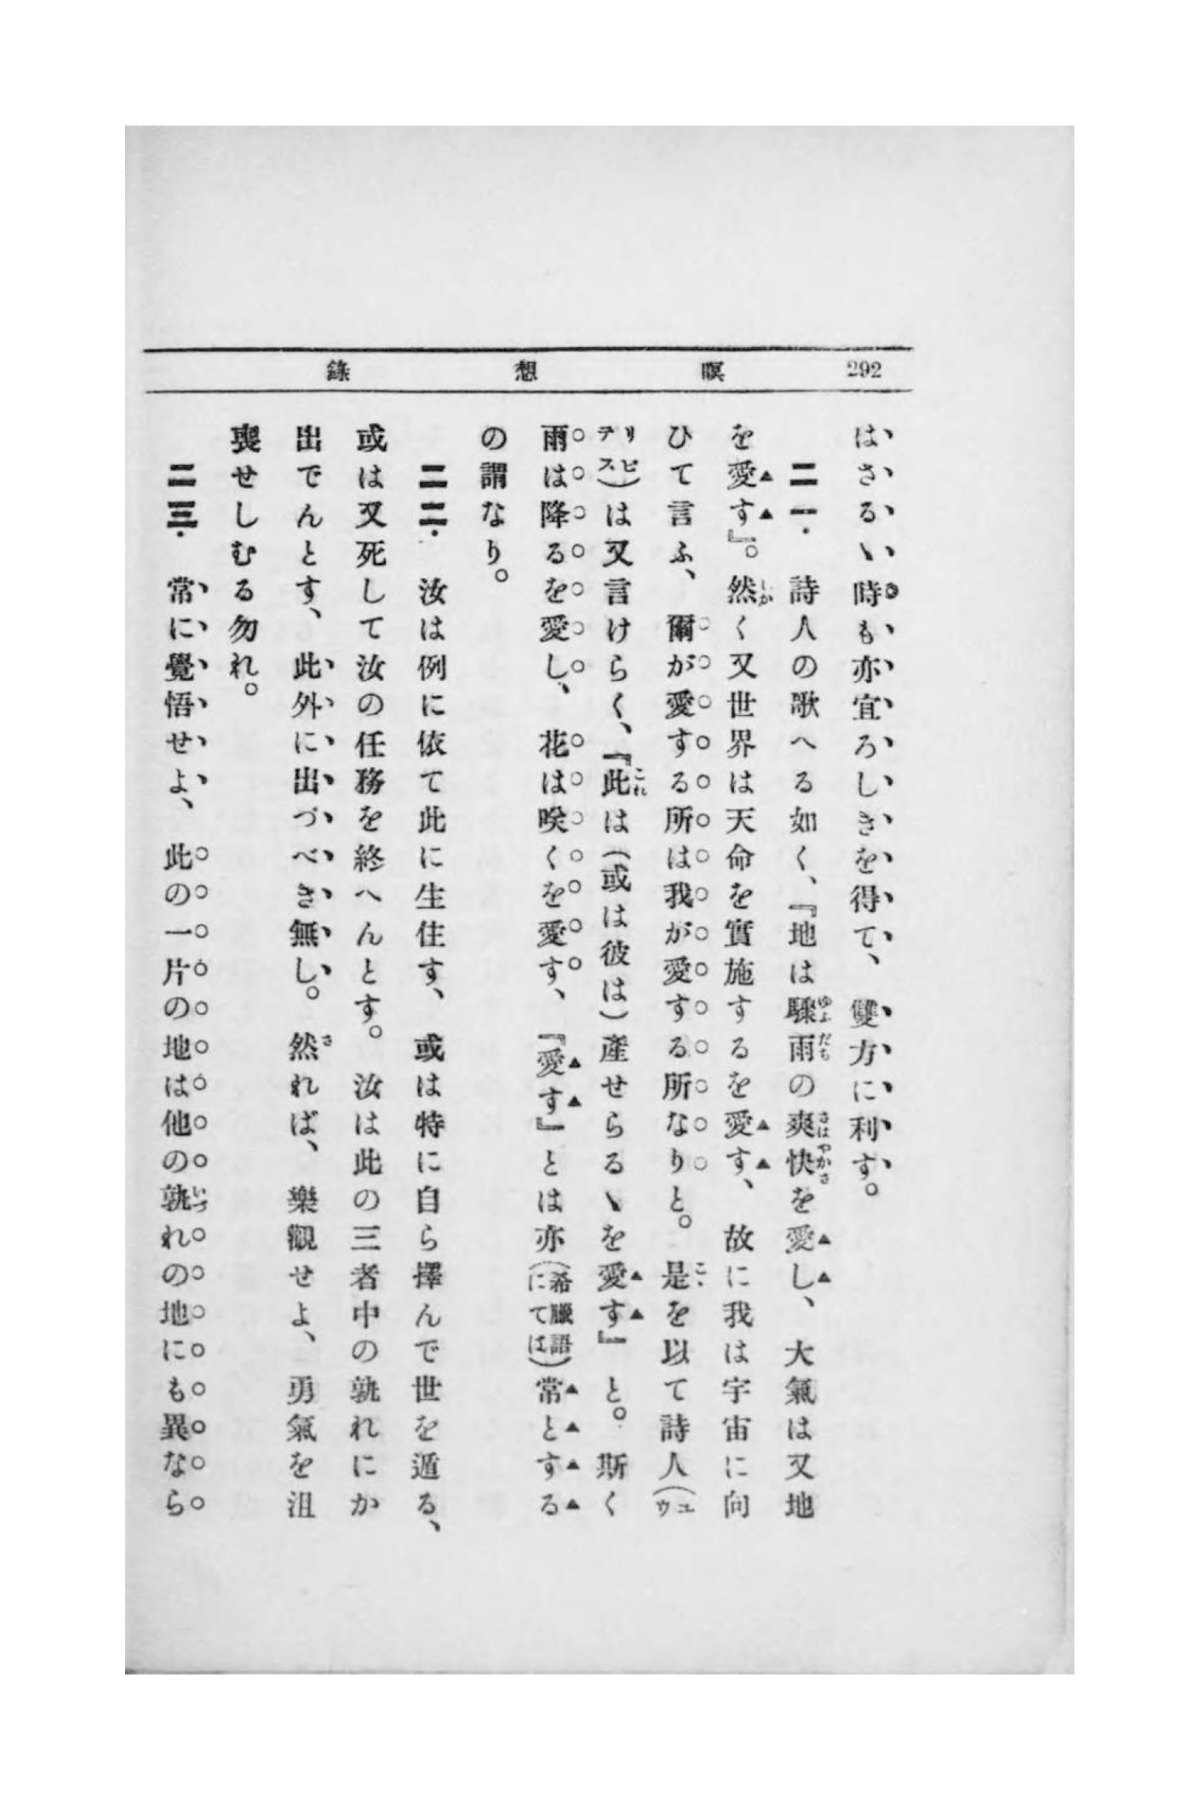 292 瞑想錄
はさるゝ時も亦宜ろしきを得て、雙方に利す。
二一. 詩人の歌へる如く、『地は驟雨の爽快を愛し、大氣は又地
を愛す』。然く又世界は天命を實施するを愛す、故に我は宇宙に向
ひて言ふ、爾が愛する所は我が愛する所なりと。是を以て詩人(ユウ
リピテス)は又言けらく、『此は(或は彼は)產せらるゝを愛す』と。斯く
雨は降るを愛し、花は咲くを愛す、『愛す』とは亦(希臘語にては)常とする
の謂なり。
二二. 汝は例に依て此に生住す、或は特に自ら擇んで世を遁る、
或は又死して汝の任務を終へんとす。汝は此の三者中の孰れにか
出でんとす、此外に出づべき無し。然れば、樂觀せよ、勇氣を沮
喪せしむる勿れ。
二三. 常に覺悟せよ、此の一片の地は他の孰れの地にも異なら